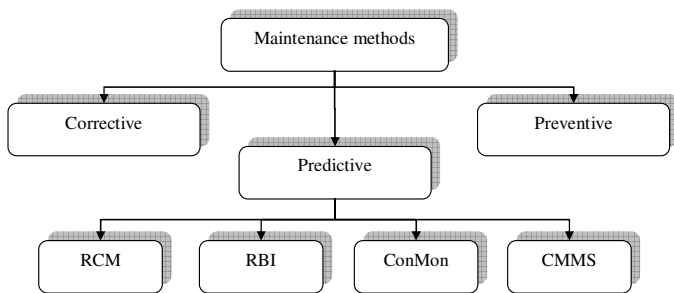 Maintenance methods
Corrective
Preventive
Predictive
RCM
RBI
ConMon
CMMS